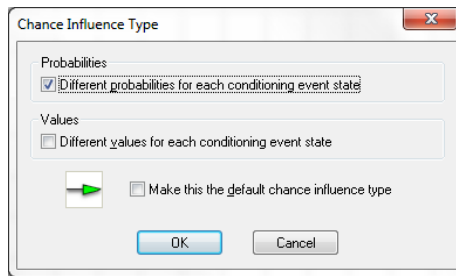 Chance Influence Type
Probabilities
Different probabilities for each conditioning event state
Values
Different values for each conditioning event state
Make this the default chance influence type
OK
Cancel